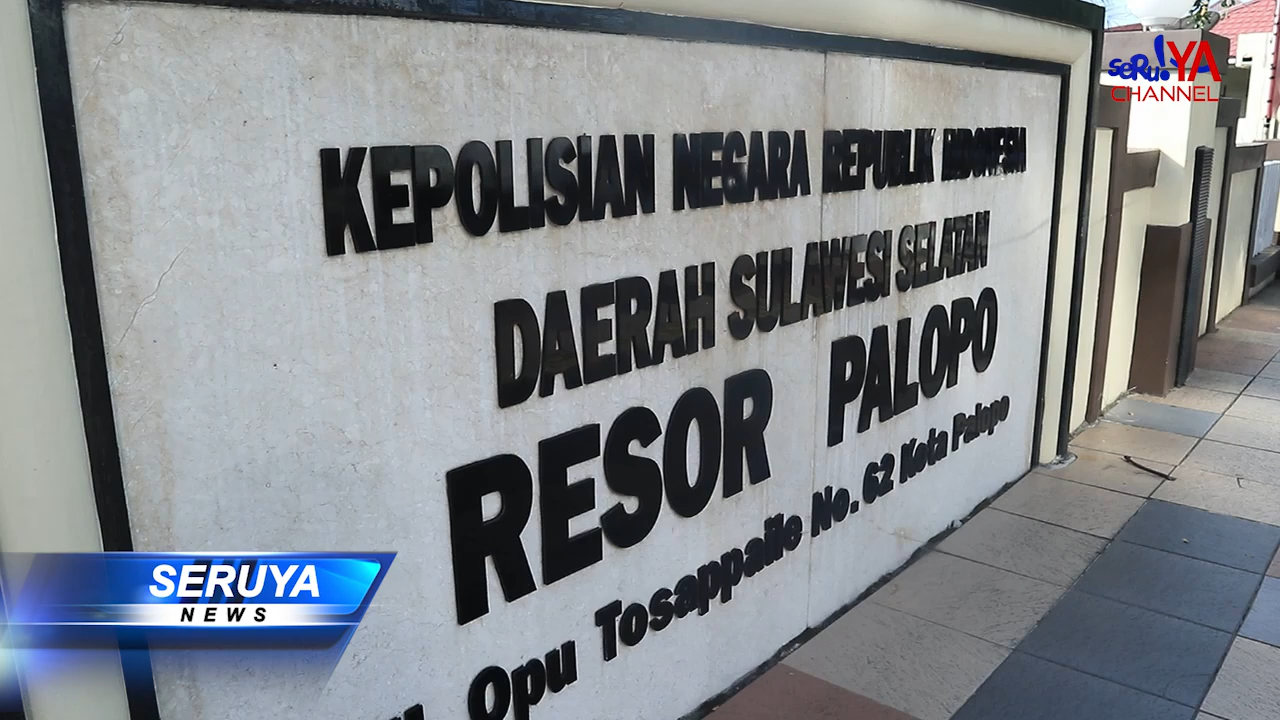 seRu!YA
CHANNEL
KEPOLISIAN NEGARA REPUBLIK INDONESIA
DAERAH SULAWESI SELATAN
RESOR PALOPO
Opu Tosappaile No. 62 Kota Palopo
SERUYA
NEWS